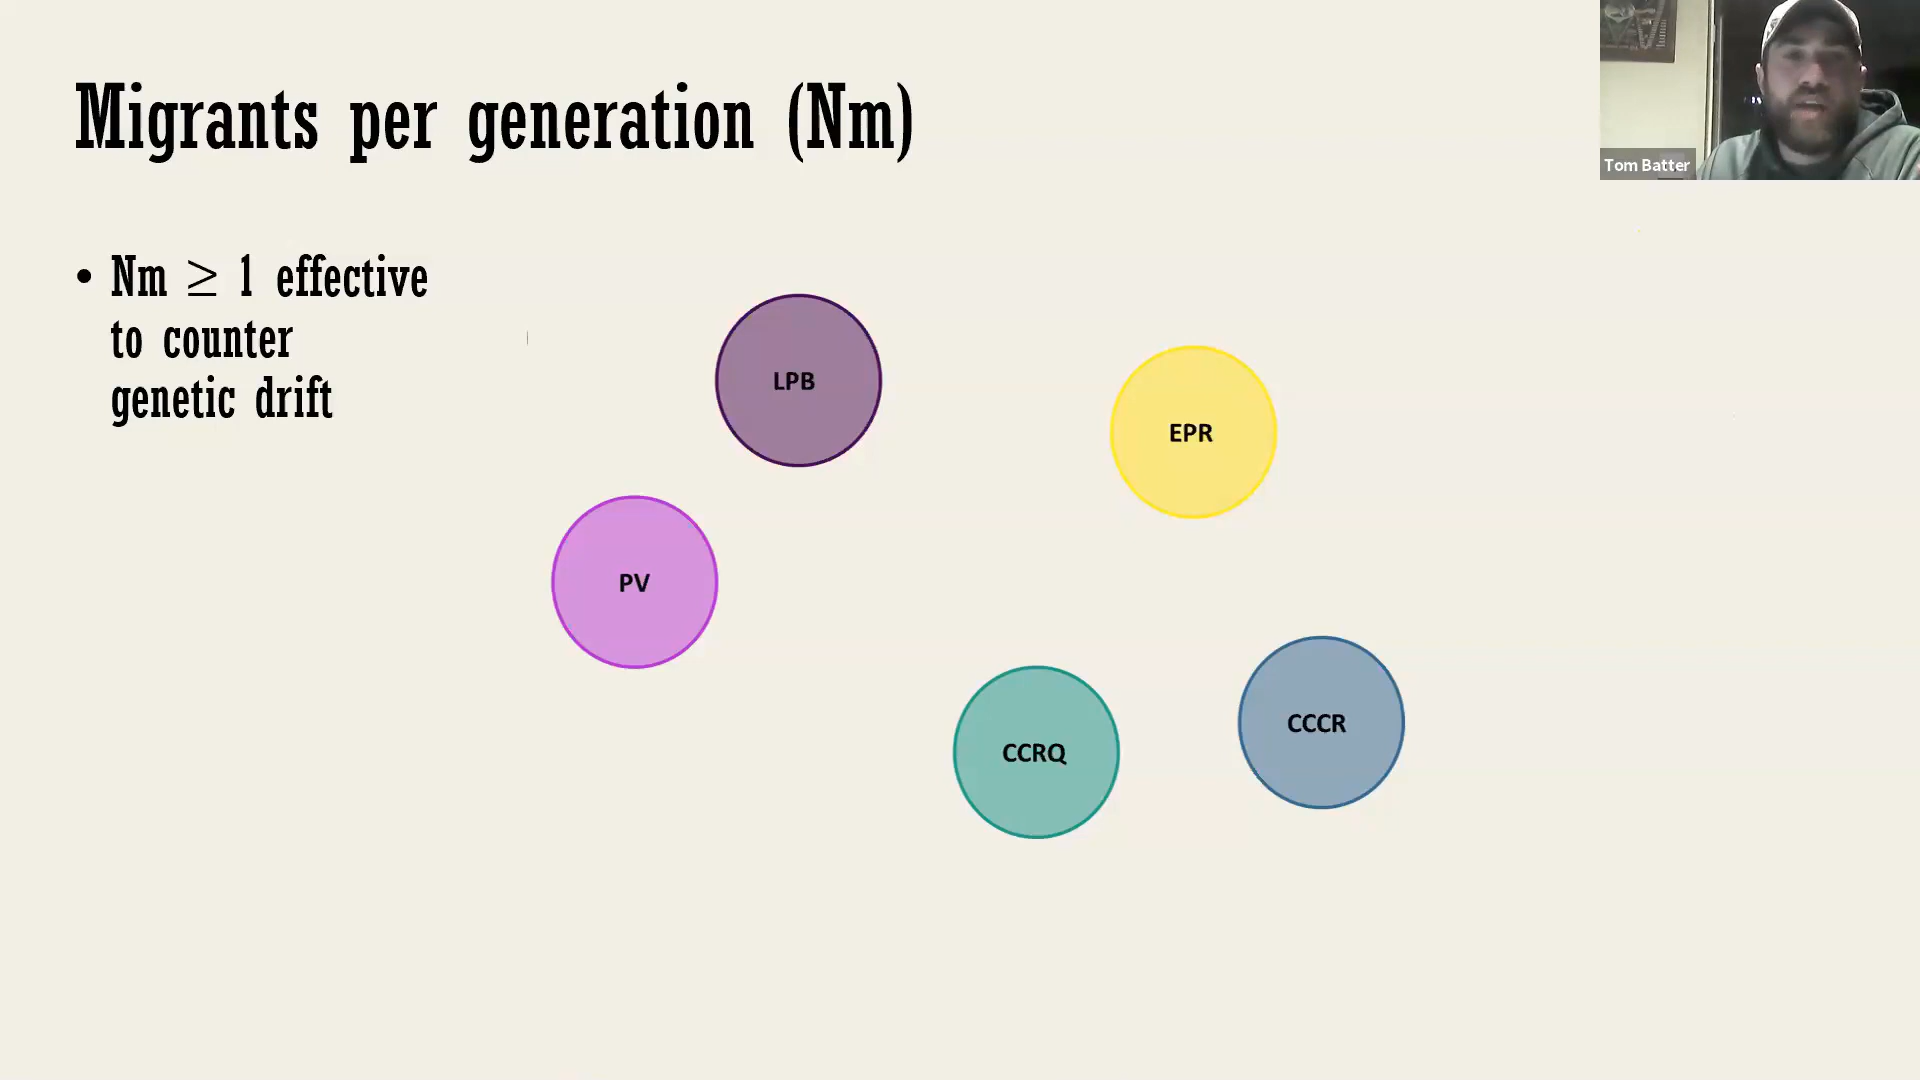 Migrants per generation (Nm)
Tom Batter
• Nm ≥ 1 effective
to counter
genetic drift
LPB
EPR
PV
CCRQ
CCCR